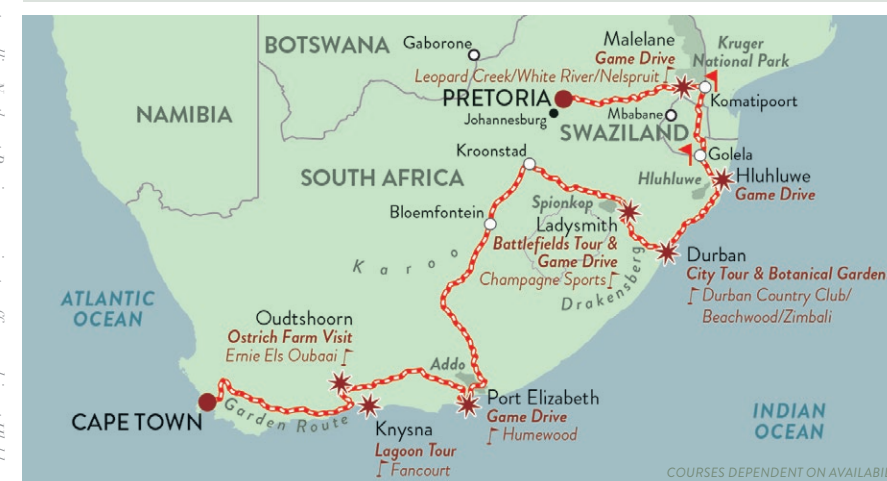 BOTSWANA
Gaborone
Malelane
Game Drive
Leopard Creek/White River/Nelspruit
Kruger
National Park
PRETORIA
Johannesburg
Komatipoort
NAMIBIA
Mbabane
SWAZILAND
Kroonstad
Golela
SOUTH AFRICA
Hluhluwe
Hluhluwe
Game Drive
Bloemfontein
Spionkop
Ladysmith
Battlefields Tour &
Game Drive
Champagne Sports
Durban
City Tour & Botanical Garden
Durban Country Club/
Beachwood/Zimbali
Karoo
Drakensberg
ATLANTIC
OCEAN
Oudtshoorn
Ostrich Farm Visit
Ernie Els Oubaai
Addo
CAPE TOWN
Garden Route
Port Elizabeth
Game Drive
Humewood
Knysna
Lagoon Tour
Fancourt
INDIAN
OCEAN
COURSES DEPENDENT ON AVAILABI